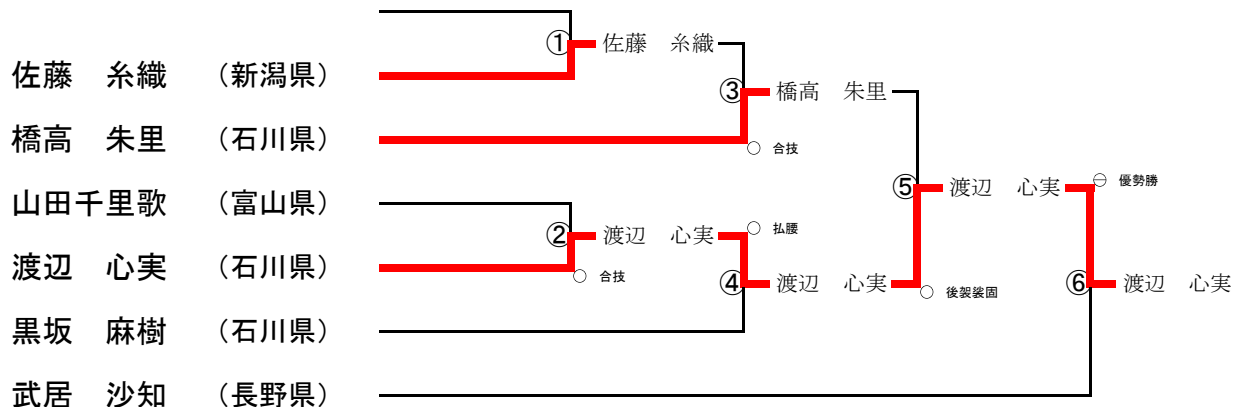 ① 佐藤　糸織
佐藤　糸織　（新潟県）
③ 橋高　朱里
橋高　朱里　（石川県）
○ 合技
⑤ 渡辺　心実
⊖ 優勢勝
山田千里歌　（富山県）
② 渡辺　心実
○ 払腰
渡辺　心実　（石川県）
○ 合技
④ 渡辺　心実
○ 後袈裟固
⑥ 渡辺　心実
黒坂　麻樹　（石川県）
武居　沙知　（長野県）